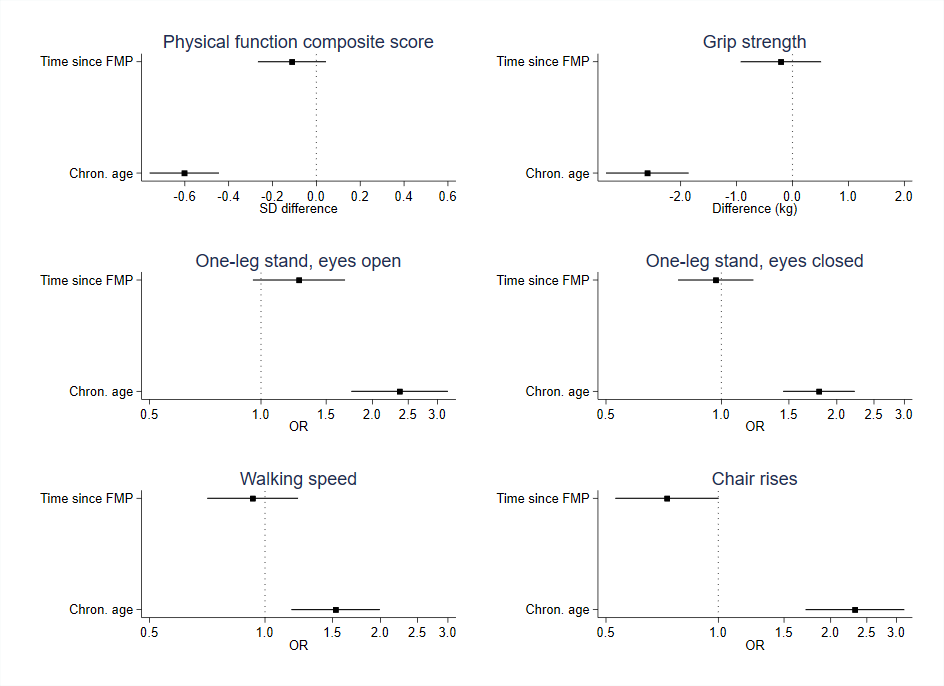 Physical function composite score
Time since FMP
Chron. age
-0.6 -0.4 -0.2 0.0 0.2 0.4 0.6
SD difference
Grip strength
Time since FMP
Chron. age
-2.0 -1.0 0.0 1.0 2.0
Difference (kg)
One-leg stand, eyes open
Time since FMP
Chron. age
0.5 1.0 1.5 2.0 2.5 3.0
OR
One-leg stand, eyes closed
Time since FMP
Chron. age
0.5 1.0 1.5 2.0 2.5 3.0
OR
Walking speed
Time since FMP
Chron. age
0.5 1.0 1.5 2.0 2.5 3.0
OR
Chair rises
Time since FMP
Chron. age
0.5 1.0 1.5 2.0 2.5 3.0
OR